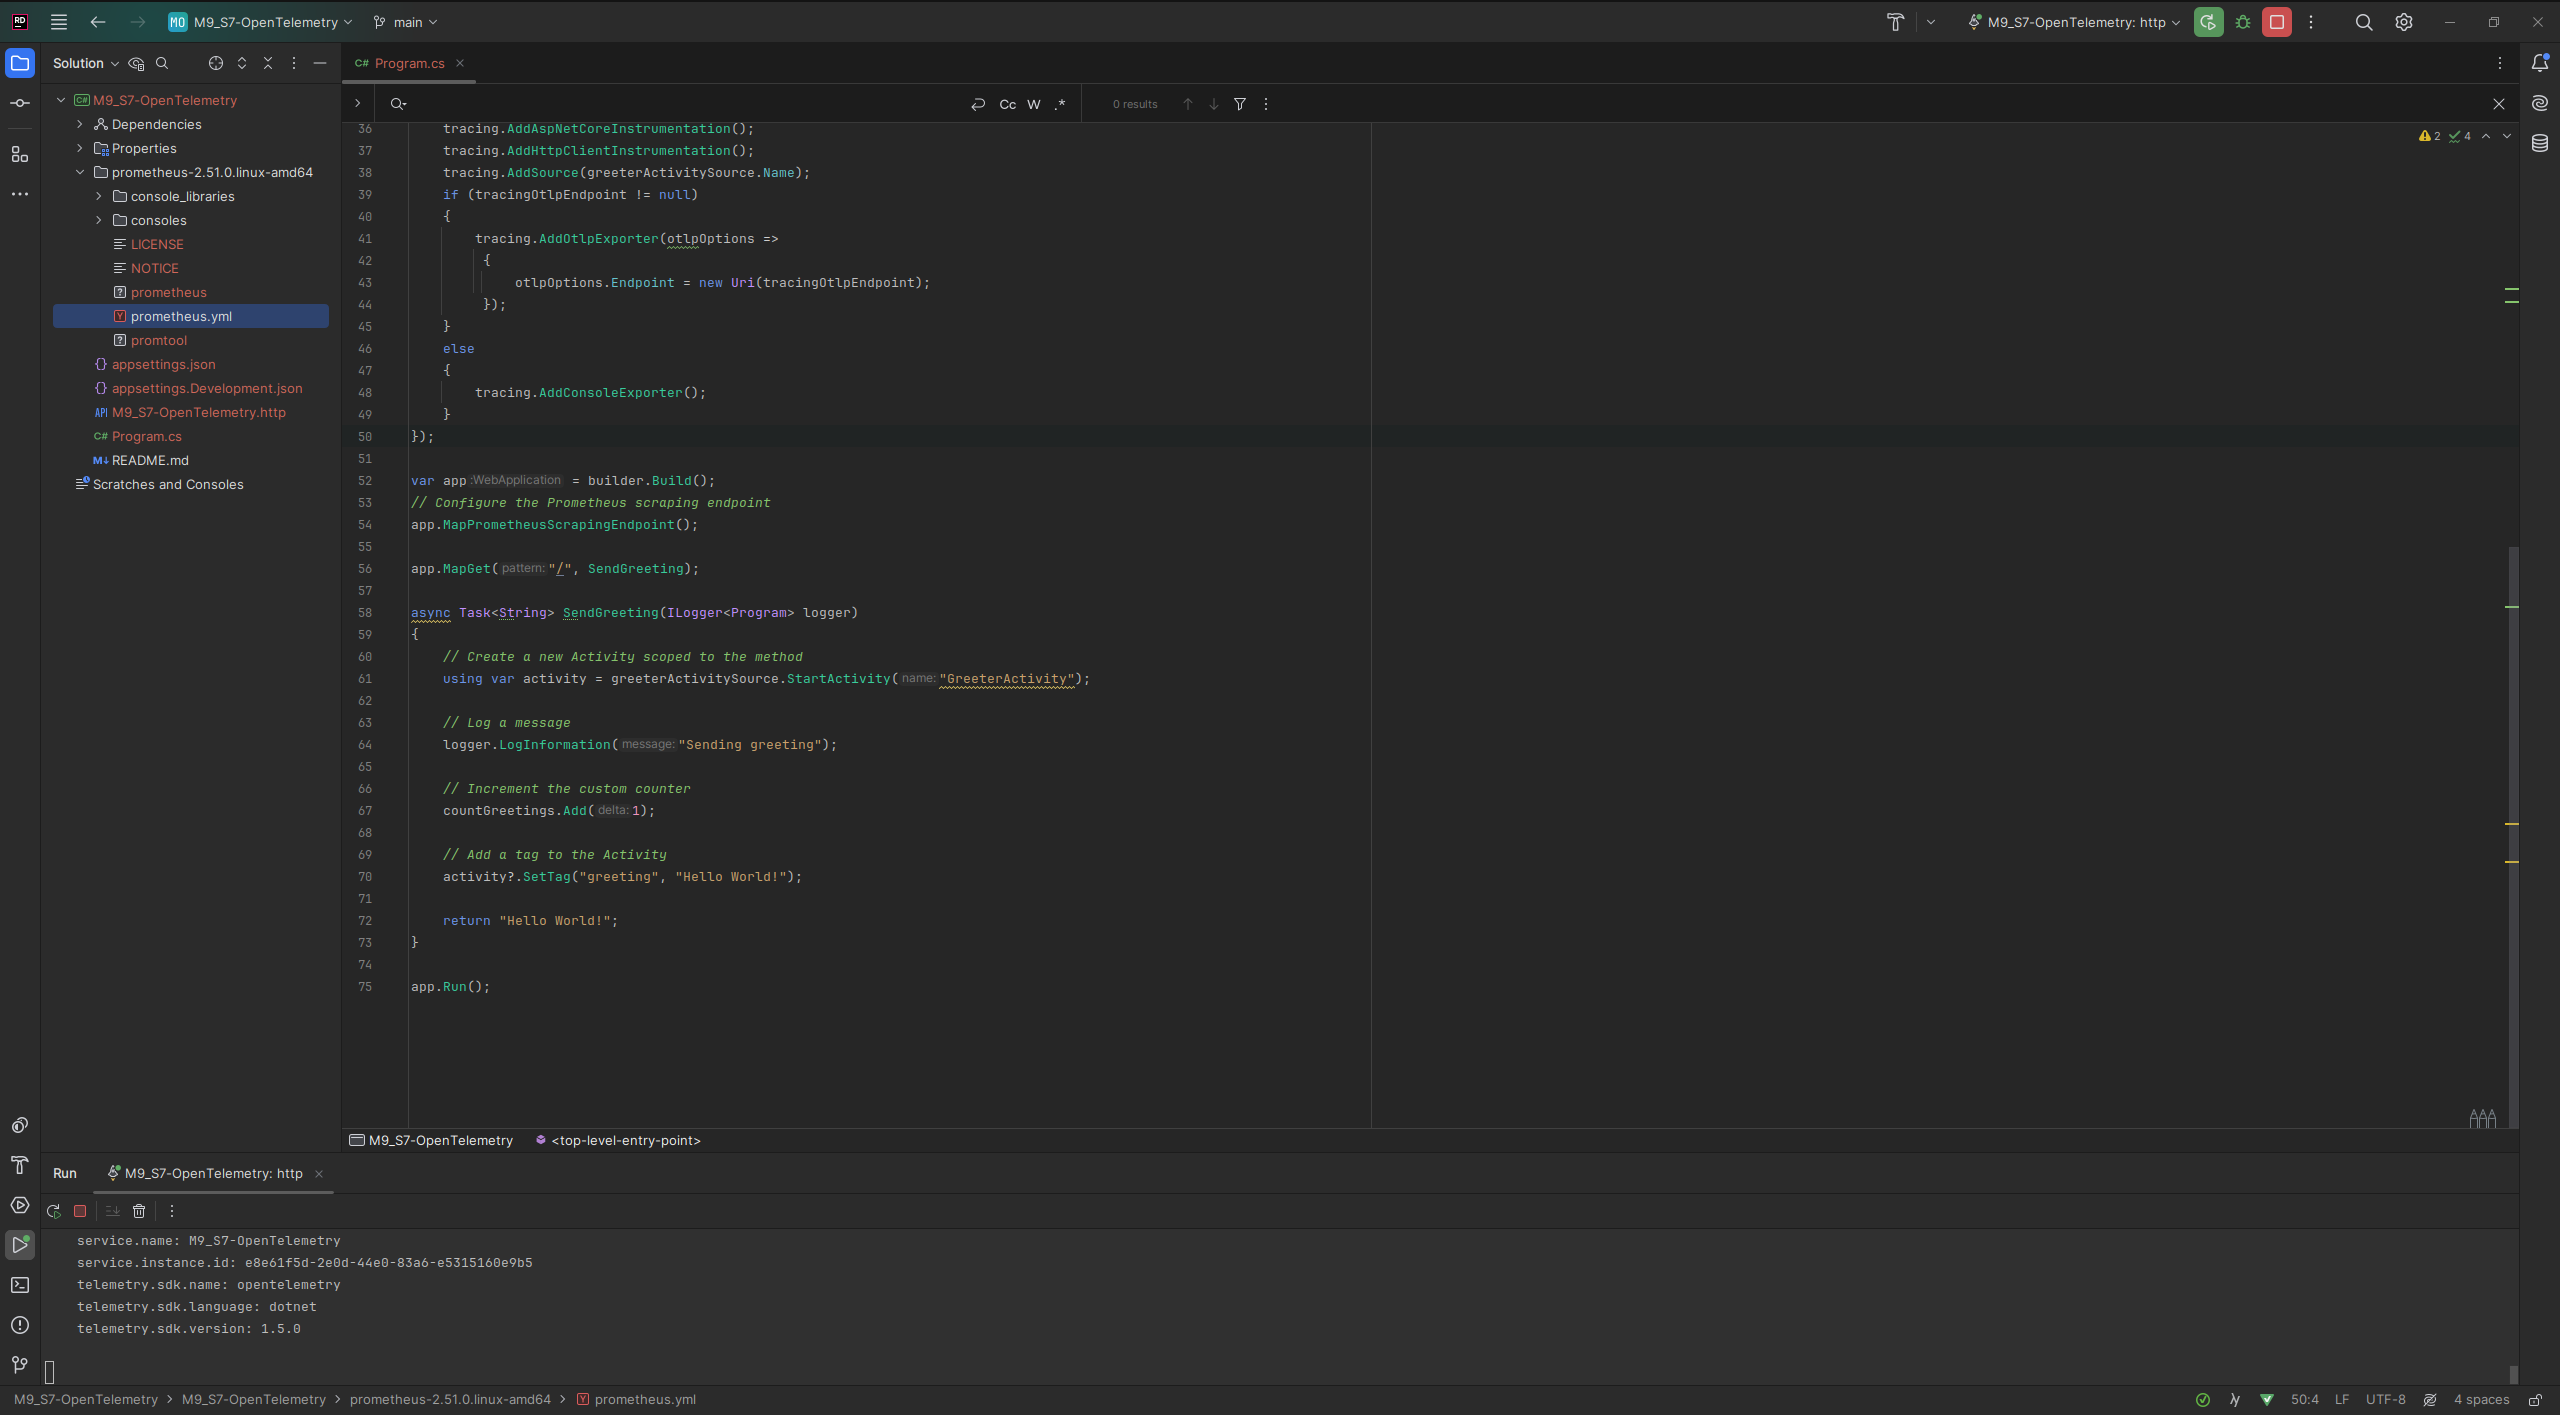 MO M9_S7-OpenTelemetry main M9_S7-OpenTelemetry: http
Solution
Program.cs
M9_S7-OpenTelemetry
Dependencies
Properties
prometheus-2.51.0.linux-amd64
console_libraries
consoles
LICENSE
NOTICE
prometheus
prometheus.yml
promtool
appsettings.json
appsettings.Development.json
API M9_S7-OpenTelemetry.http
C# Program.cs
M↓ README.md
Scratches and Consoles
C# Program.cs
Cc W .* 0 results
2 4
36 tracing.AddAspNetCoreInstrumentation();
37 tracing.AddHttpClientInstrumentation();
38 tracing.AddSource(greeterActivitySource.Name);
39 if (tracingOtlpEndpoint != null)
40 {
41 tracing.AddOtlpExporter(otlpOptions =>
42 {
43 otlpOptions.Endpoint = new Uri(tracingOtlpEndpoint);
44 });
45 }
46 else
47 {
48 tracing.AddConsoleExporter();
49 }
50 });
51
52 var app :WebApplication = builder.Build();
53 // Configure the Prometheus scraping endpoint
54 app.MapPrometheusScrapingEndpoint();
55
56 app.MapGet( pattern: "/", SendGreeting);
57
58 async Task<String> SendGreeting(ILogger<Program> logger)
59 {
60 // Create a new Activity scoped to the method
61 using var activity = greeterActivitySource.StartActivity( name: "GreeterActivity");
62
63 // Log a message
64 logger.LogInformation( message: "Sending greeting");
65
66 // Increment the custom counter
67 countGreetings.Add( delta: 1);
68
69 // Add a tag to the Activity
70 activity?.SetTag("greeting", "Hello World!");
71
72 return "Hello World!";
73 }
74
75 app.Run();
M9_S7-OpenTelemetry <top-level-entry-point>
Run M9_S7-OpenTelemetry: http
service.name: M9_S7-OpenTelemetry
service.instance.id: e8e61f5d-2e0d-44e0-83a6-e5315160e9b5
telemetry.sdk.name: opentelemetry
telemetry.sdk.language: dotnet
telemetry.sdk.version: 1.5.0
M9_S7-OpenTelemetry > M9_S7-OpenTelemetry > prometheus-2.51.0.linux-amd64 > prometheus.yml 50:4 LF UTF-8 4 spaces